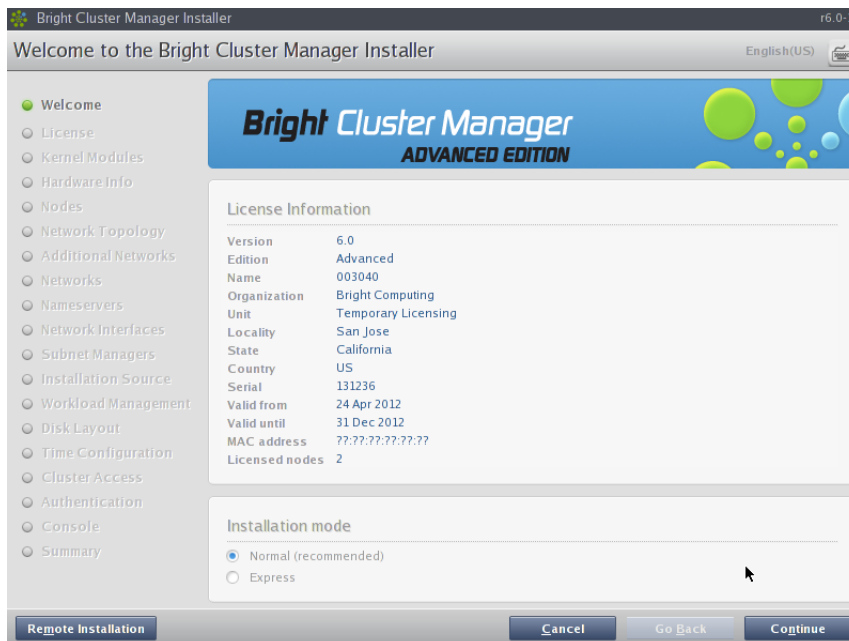 Bright Cluster Manager Installer
r6.0-
Welcome to the Bright Cluster Manager Installer
English(US)
Welcome
License
Kernel Modules
Hardware Info
Nodes
Network Topology
Additional Networks
Networks
Nameservers
Network Interfaces
Subnet Managers
Installation Source
Workload Management
Disk Layout
Time Configuration
Cluster Access
Authentication
Console
Summary
Bright Cluster Manager
ADVANCED EDITION
License Information
Version 6.0
Edition Advanced
Name 003040
Organization Bright Computing
Unit Temporary Licensing
Locality San Jose
State California
Country US
Serial 131236
Valid from 24 Apr 2012
Valid until 31 Dec 2012
MAC address ??:??:??:??:??:??
Licensed nodes 2
Installation mode
Normal (recommended)
Express
Remote Installation
Cancel
Go Back
Continue